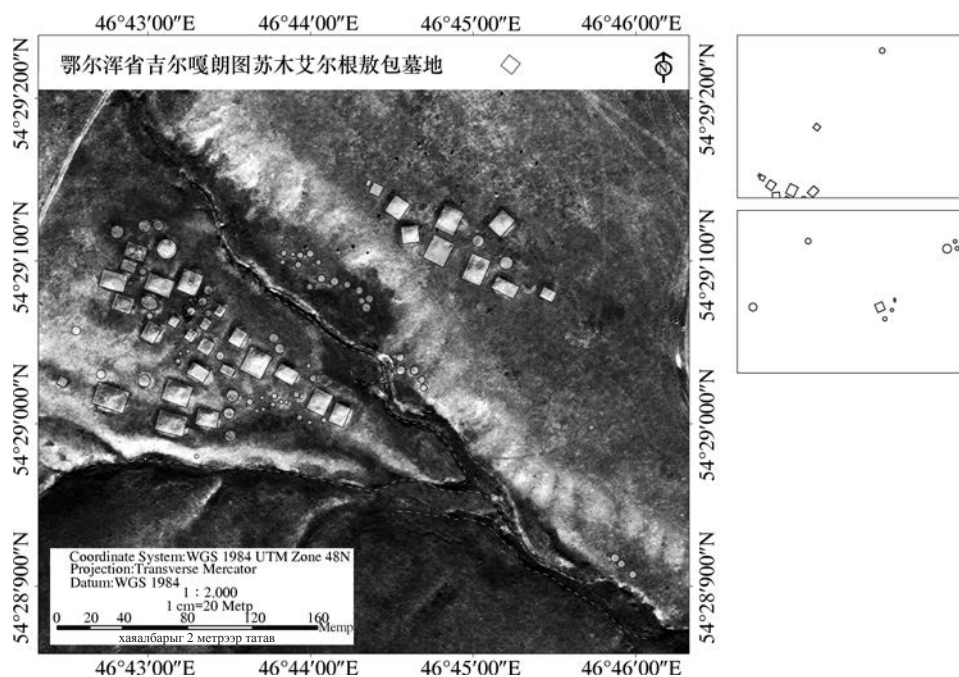 46°43′00″E 46°44′00″E 46°45′00″E 46°46′00″E
鄂尔浑省吉尔嘎朗图苏木艾尔根敖包墓地
N
54°29′200″N
54°29′100″N
54°29′000″N
54°28′900″N
54°29′200″N
54°29′100″N
54°29′000″N
54°28′900″N
Coordinate System:WGS 1984 UTM Zone 48N
Projection:Transverse Mercator
Datum:WGS 1984
1：2,000
1 cm=20 Метр
0 20 40 80 120 160 Метр
хаяалбарыг 2 метрээр татав
46°43′00″E 46°44′00″E 46°45′00″E 46°46′00″E